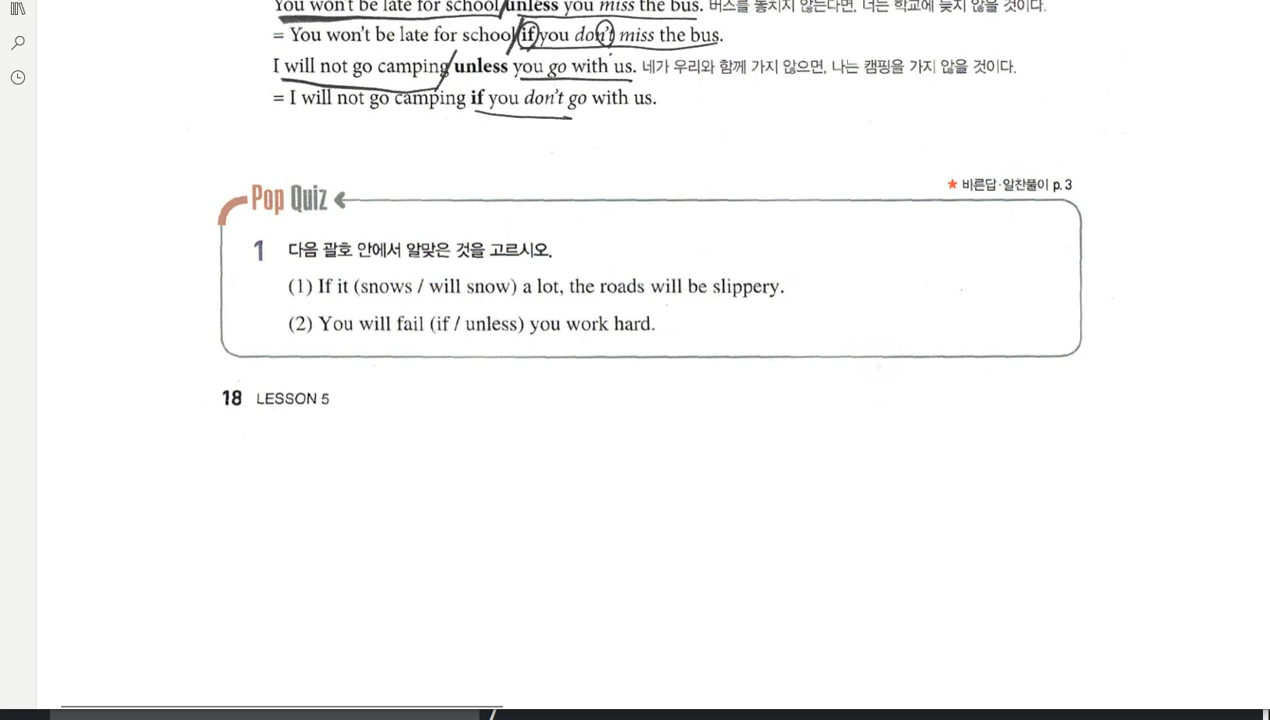 You won't be late for school unless you miss the bus. 버스를 놓치지 않는다면, 너는 학교에 늦지 않을 것이다.
= You won't be late for school if you don't miss the bus.
I will not go camping unless you go with us. 네가 우리와 함께 가지 않으면, 나는 캠핑을 가지 않을 것이다.
= I will not go camping if you don't go with us.
★ 바른답·알찬풀이 p. 3
Pop Quiz
1 다음 괄호 안에서 알맞은 것을 고르시오.
(1) If it (snows / will snow) a lot, the roads will be slippery.
(2) You will fail (if / unless) you work hard.
18 LESSON 5